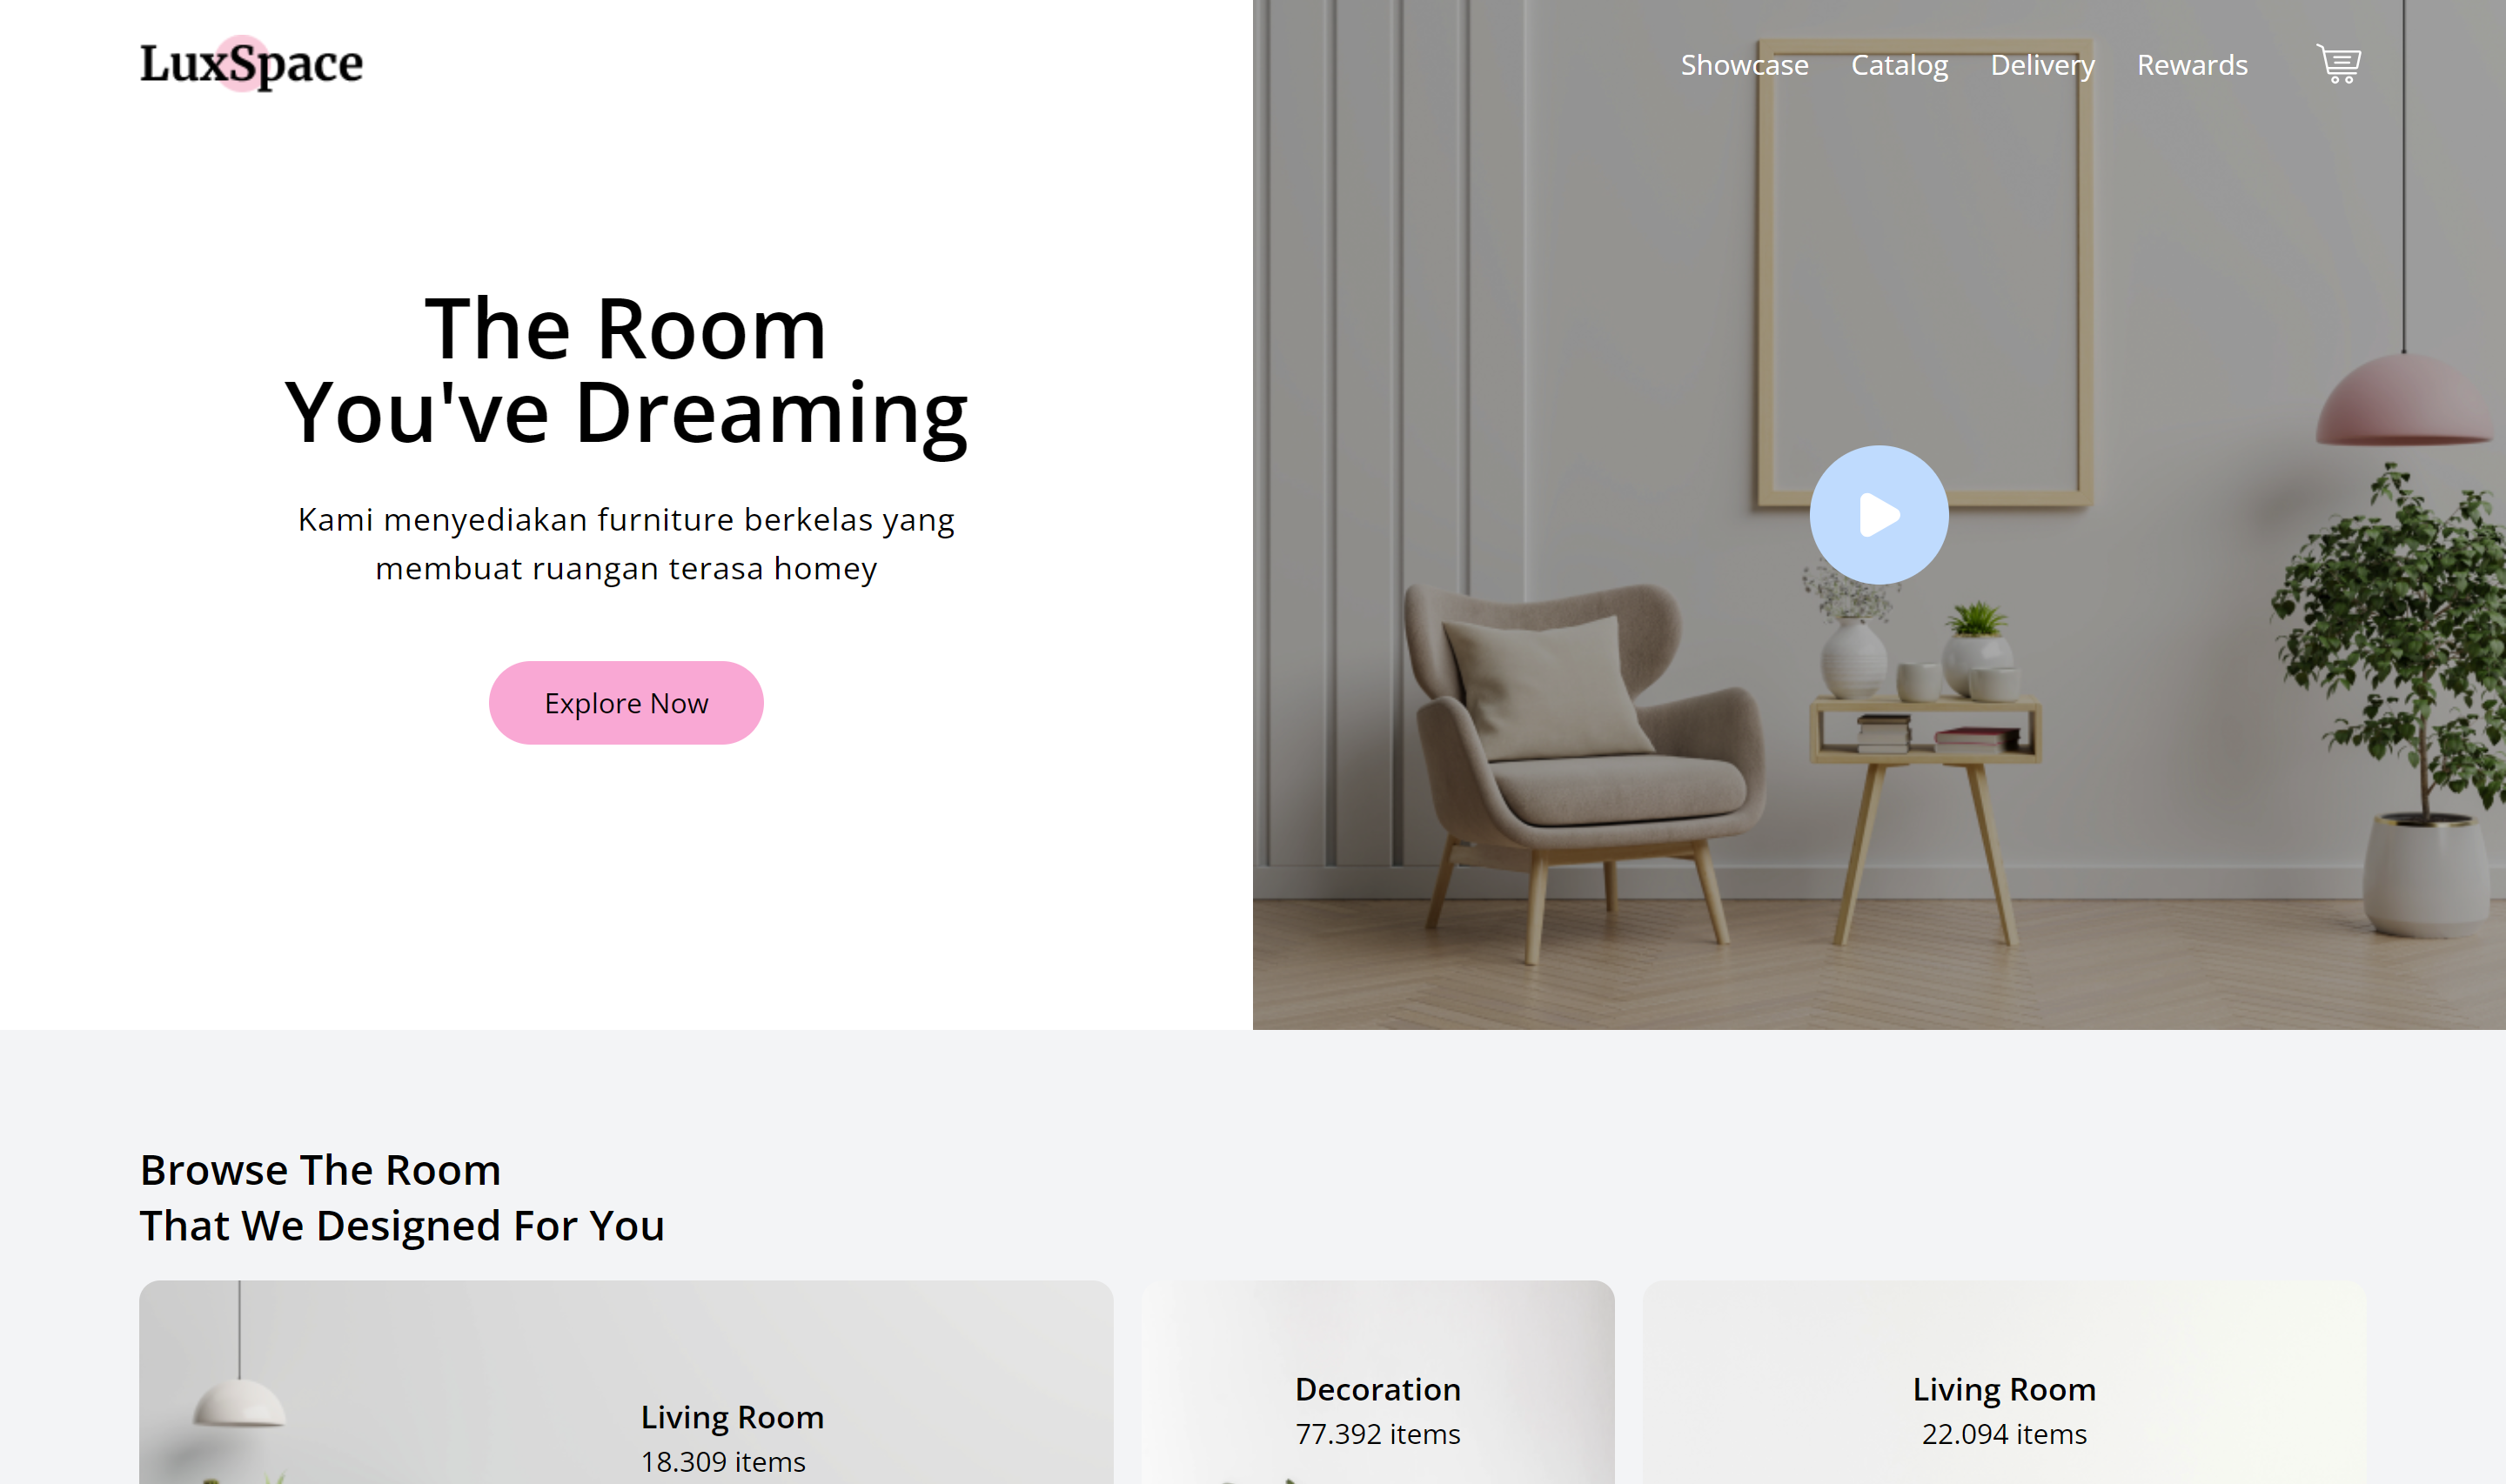 LuxSpace
Showcase
Catalog
Delivery
Rewards
The Room
You've Dreaming
Kami menyediakan furniture berkelas yang
membuat ruangan terasa homey
Explore Now
Browse The Room
That We Designed For You
Living Room
18.309 items
Decoration
77.392 items
Living Room
22.094 items